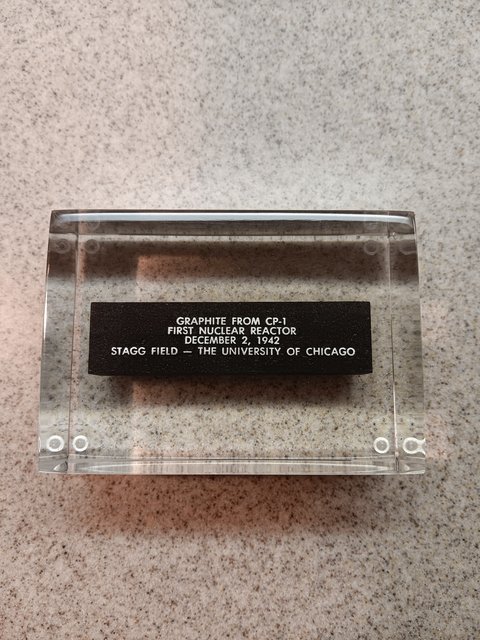 GRAPHITE FROM CP-1
FIRST NUCLEAR REACTOR
DECEMBER 2, 1942
STAGG FIELD — THE UNIVERSITY OF CHICAGO